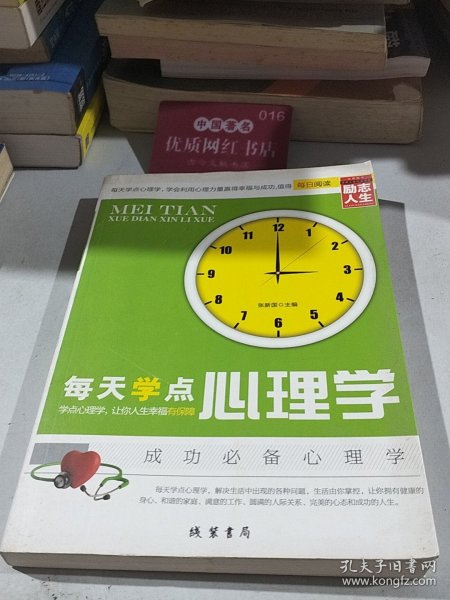 016
中国著名
优质网红书店
每天学点心理学，学会利用心理力量赢得幸福与成功,值得 每日阅读
励志
人生
MEI TIAN
XUE DIAN XIN LI XUE
12
1
2
3
4
5
6
7
8
9
10
11
张新国◎主编
每天学点心理学
学点心理学，让你人生幸福有保障
成功必备心理学
每天学点心理学，解决生活中出现的各种问题，生活由你掌控，让你拥有健康的
身心、和谐的家庭、满意的工作、圆满的人际关系、完美的心态和成功的人生。
线装书局
孔夫子旧书网
www.kongfz.com